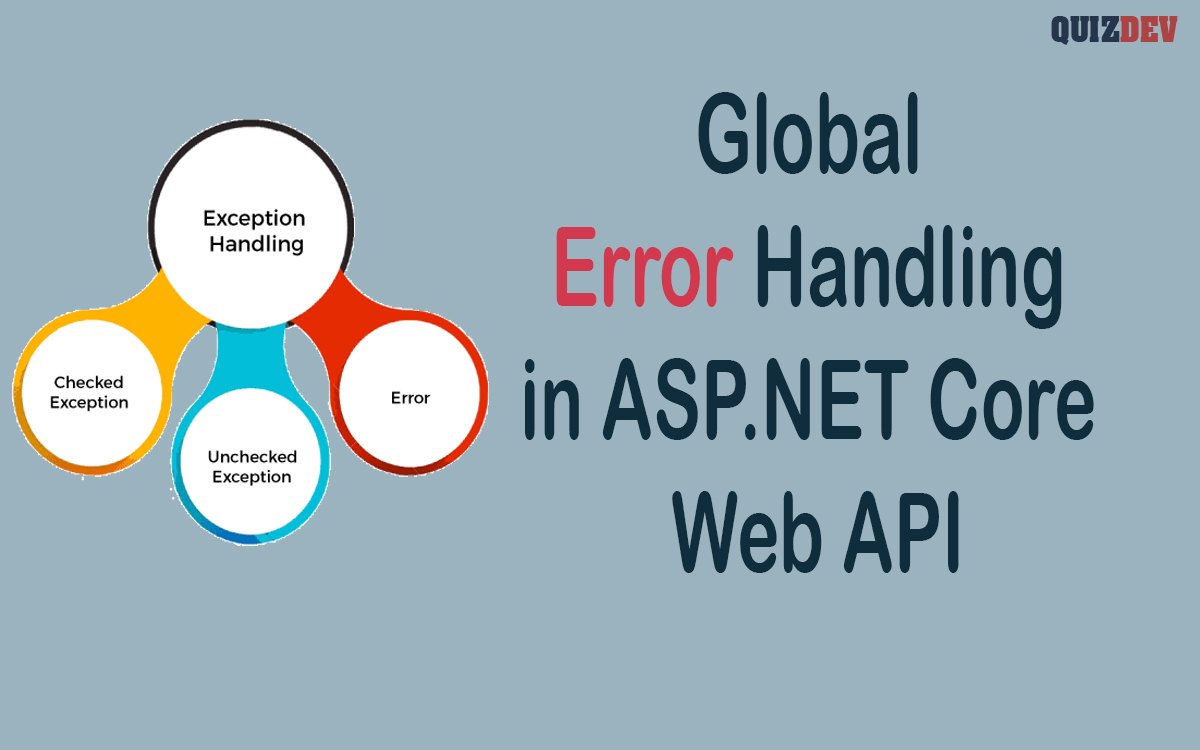 QUIZDEV
Global
Error Handling
in ASP.NET Core
Web API
Exception
Handling
Checked
Exception
Unchecked
Exception
Error